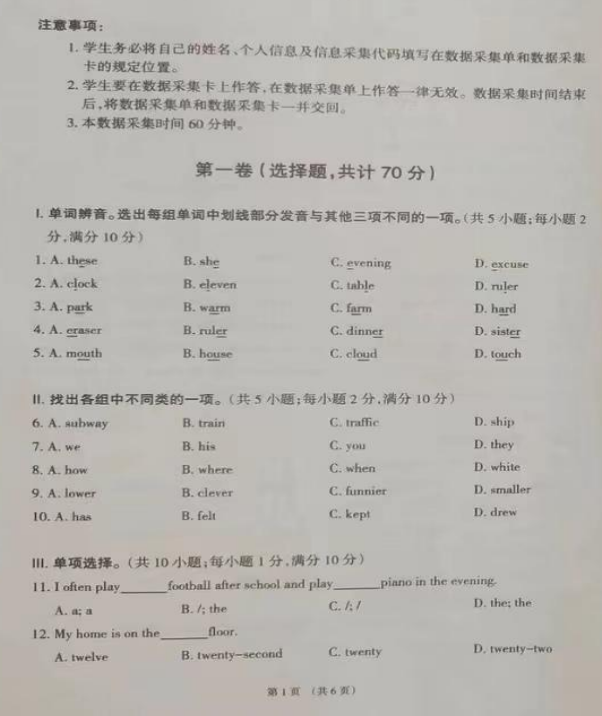 注意事项:
1. 学生务必将自己的姓名、个人信息及信息采集代码填写在数据采集单和数据采集
卡的规定位置。
2. 学生要在数据采集卡上作答,在数据采集单上作答一律无效。数据采集时间结束
后,将数据采集单和数据采集卡一并交回。
3. 本数据采集时间 60 分钟。
第一卷(选择题,共计 70 分)
I. 单词辨音。选出每组单词中划线部分发音与其他三项不同的一项。(共 5 小题;每小题 2
分,满分 10 分)
1. A. these B. she C. evening D. excuse
2. A. clock B. eleven C. table D. ruler
3. A. park B. warm C. farm D. hard
4. A. eraser B. ruler C. dinner D. sister
5. A. mouth B. house C. cloud D. touch
II. 找出各组中不同类的一项。(共 5 小题;每小题 2 分,满分 10 分)
6. A. subway B. train C. traffic D. ship
7. A. we B. his C. you D. they
8. A. how B. where C. when D. white
9. A. lower B. clever C. funnier D. smaller
10. A. has B. felt C. kept D. drew
III. 单项选择。(共 10 小题;每小题 1 分,满分 10 分)
11. I often play______football after school and play______piano in the evening.
A. a; a B. /; the C. /; / D. the; the
12. My home is on the______floor.
A. twelve B. twenty-second C. twenty D. twenty-two
第 1 页 (共 6 页)